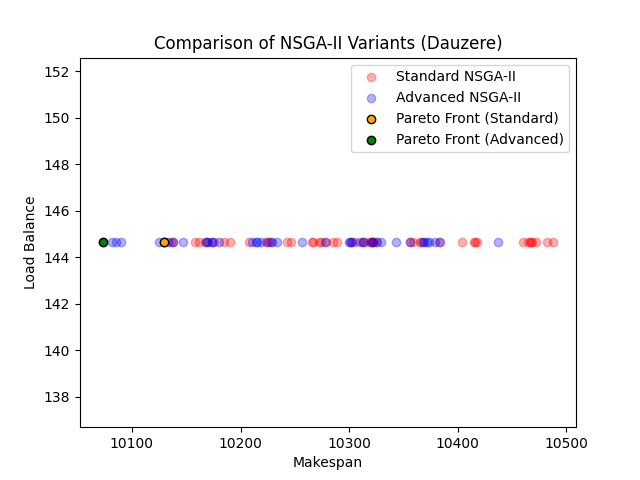 Comparison of NSGA-II Variants (Dauzere)
Standard NSGA-II
Advanced NSGA-II
Pareto Front (Standard)
Pareto Front (Advanced)
Load Balance
152
150
148
146
144
142
140
138
10100
10200
10300
10400
10500
Makespan